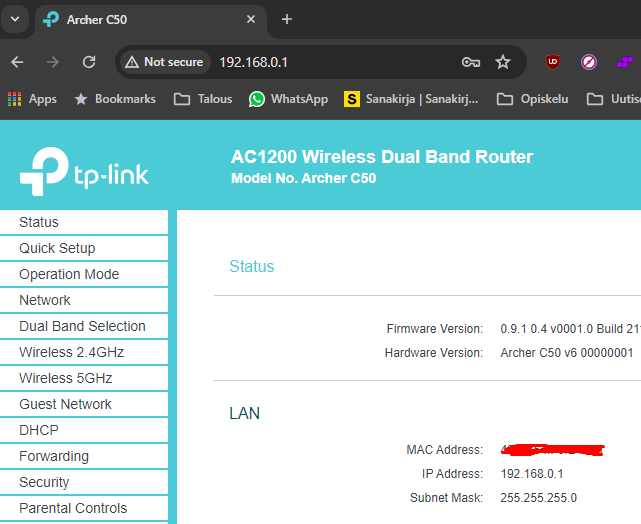 Archer C50
Not secure 192.168.0.1
Apps Bookmarks Talous WhatsApp S Sanakirja | Sanakirj... Opiskelu Uutise
tp-link
AC1200 Wireless Dual Band Router
Model No. Archer C50
Status
Quick Setup
Operation Mode
Network
Dual Band Selection
Wireless 2.4GHz
Wireless 5GHz
Guest Network
DHCP
Forwarding
Security
Parental Controls
Status
Firmware Version: 0.9.1 0.4 v0001.0 Build 21
Hardware Version: Archer C50 v6 00000001
LAN
MAC Address:
IP Address: 192.168.0.1
Subnet Mask: 255.255.255.0